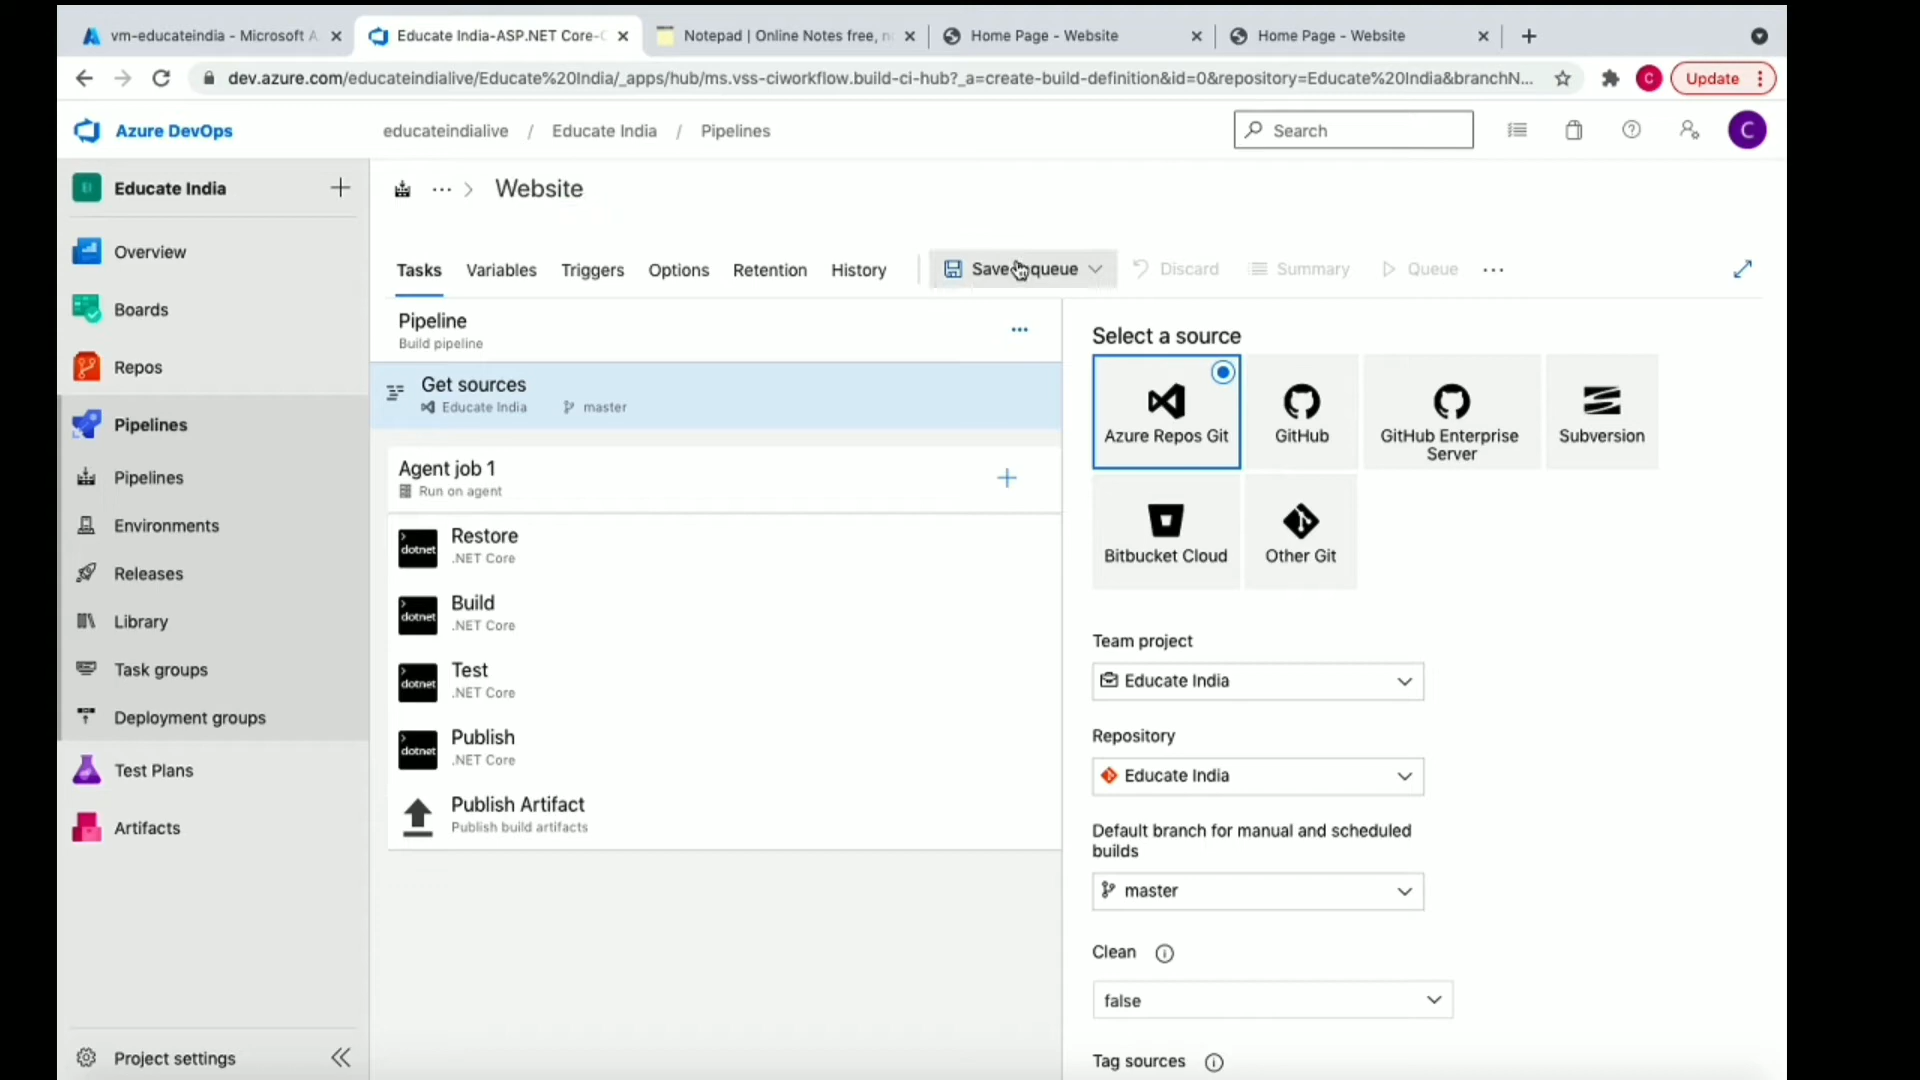 vm-educateindia - Microsoft A
Educate India-ASP.NET Core-C
Notepad | Online Notes free, n
Home Page - Website
Home Page - Website
dev.azure.com/educateindialive/Educate%20India/_apps/hub/ms.vss-ciworkflow.build-ci-hub?_a=create-build-definition&id=0&repository=Educate%20India&branchN...
C
Update
Azure DevOps
educateindialive / Educate India / Pipelines
Search
C
Educate India
Overview
Boards
Repos
Pipelines
Pipelines
Environments
Releases
Library
Task groups
Deployment groups
Test Plans
Artifacts
Project settings
Website
Tasks
Variables
Triggers
Options
Retention
History
Save queue
Discard
Summary
Queue
Pipeline
Build pipeline
Get sources
Educate India
master
Agent job 1
Run on agent
dotnet
Restore
.NET Core
dotnet
Build
.NET Core
dotnet
Test
.NET Core
dotnet
Publish
.NET Core
Publish Artifact
Publish build artifacts
Select a source
Azure Repos Git
GitHub
GitHub Enterprise
Server
Subversion
Bitbucket Cloud
Other Git
Team project
Educate India
Repository
Educate India
Default branch for manual and scheduled
builds
master
Clean
false
Tag sources